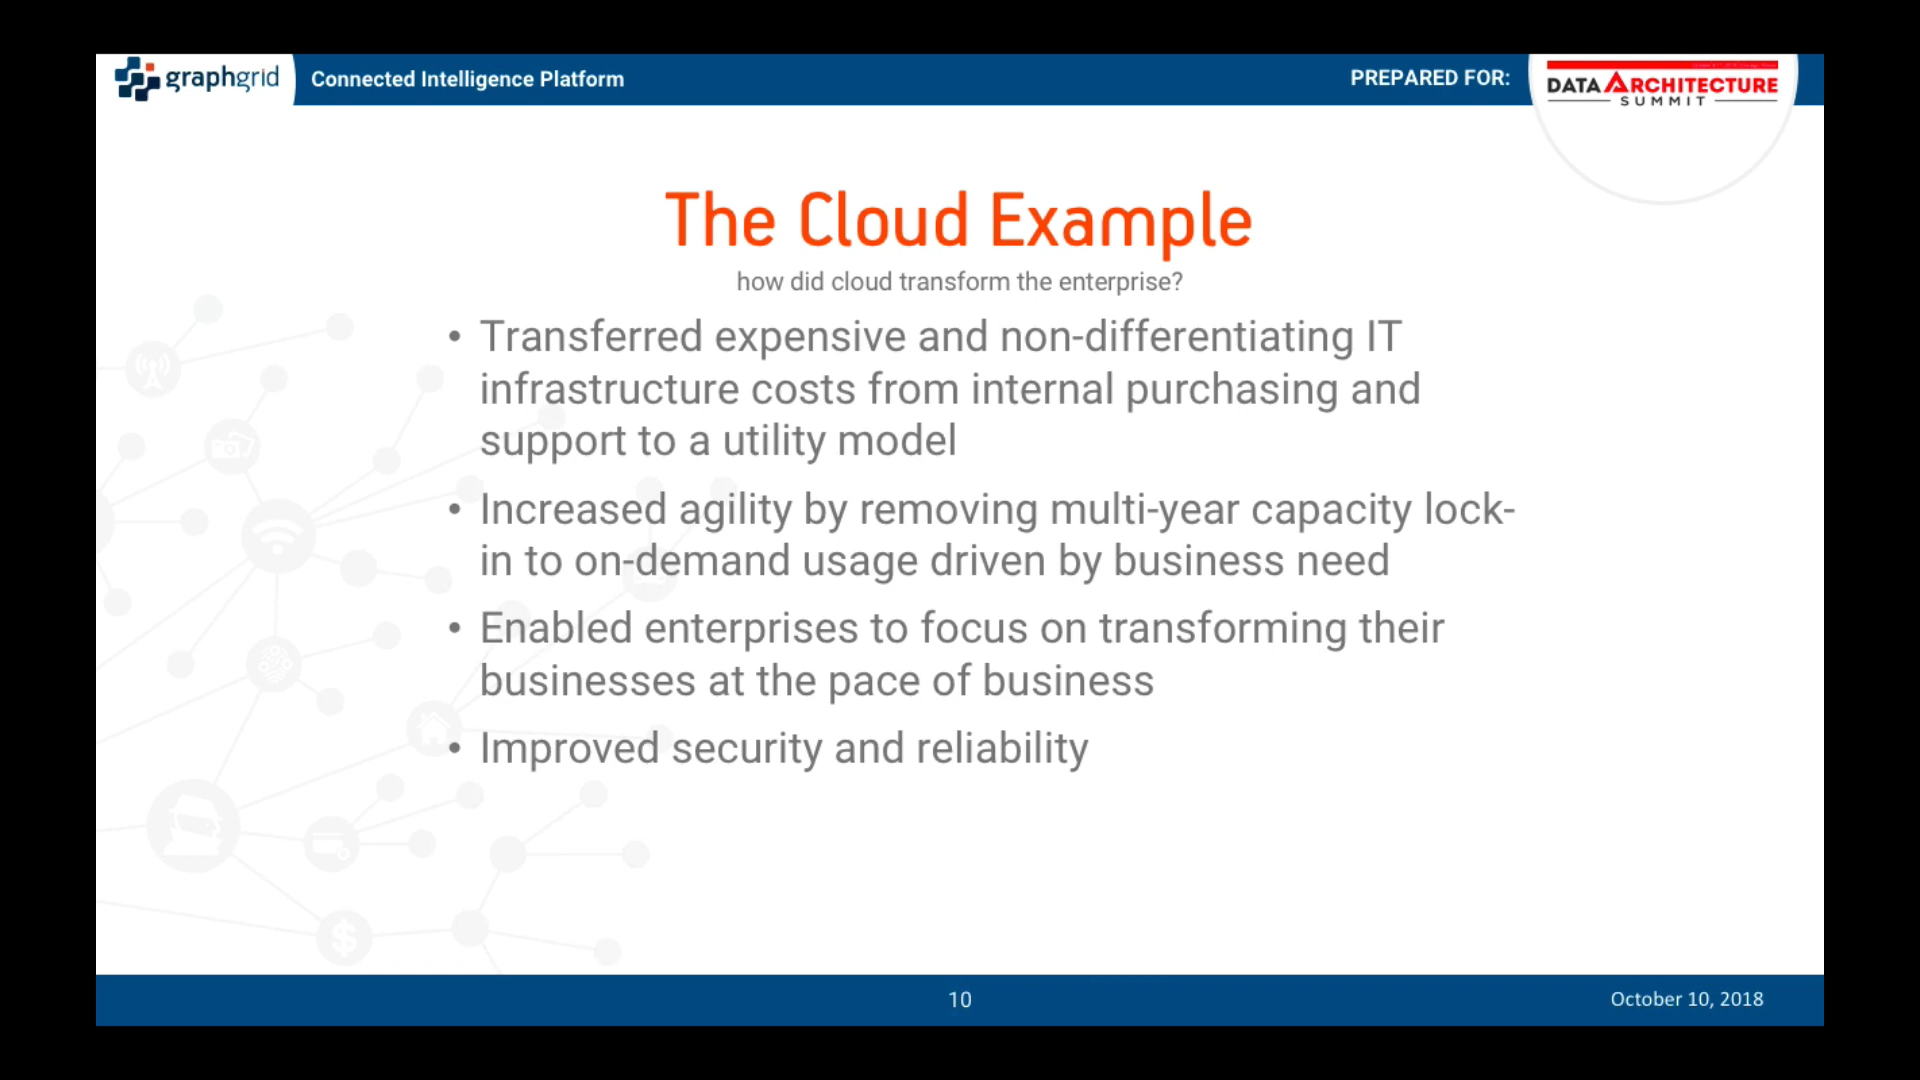 graphgrid
Connected Intelligence Platform
PREPARED FOR:
DATA ARCHITECTURE
SUMMIT
The Cloud Example
how did cloud transform the enterprise?
• Transferred expensive and non-differentiating IT
infrastructure costs from internal purchasing and
support to a utility model
• Increased agility by removing multi-year capacity lock-
in to on-demand usage driven by business need
• Enabled enterprises to focus on transforming their
businesses at the pace of business
• Improved security and reliability
10
October 10, 2018